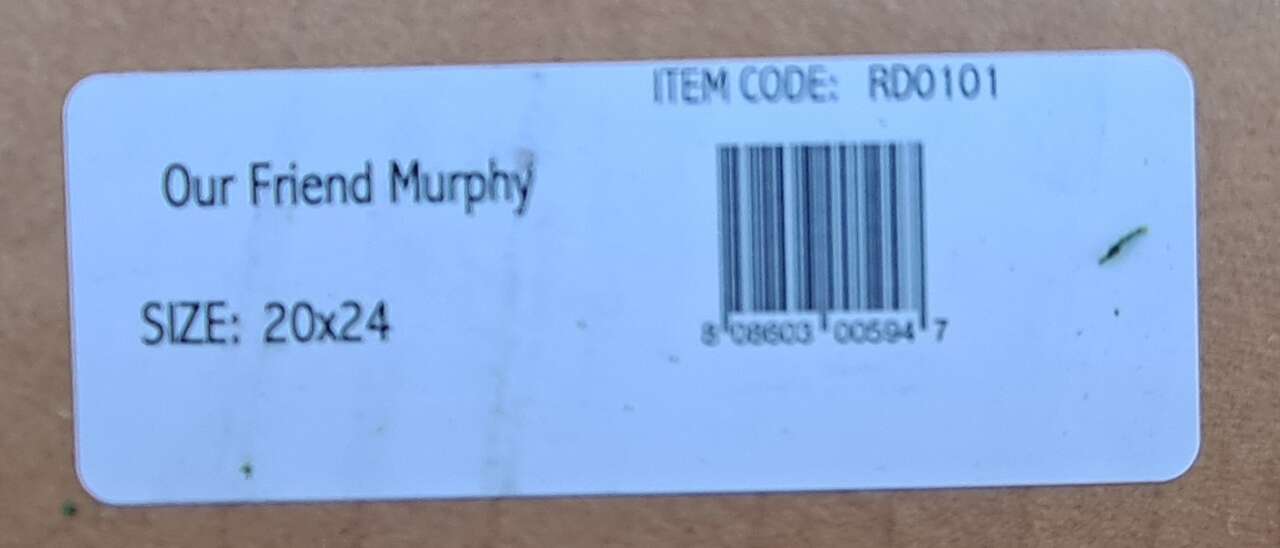 ITEM CODE: RD0101
Our Friend Murphy
SIZE: 20x24
8 08603 00594 7